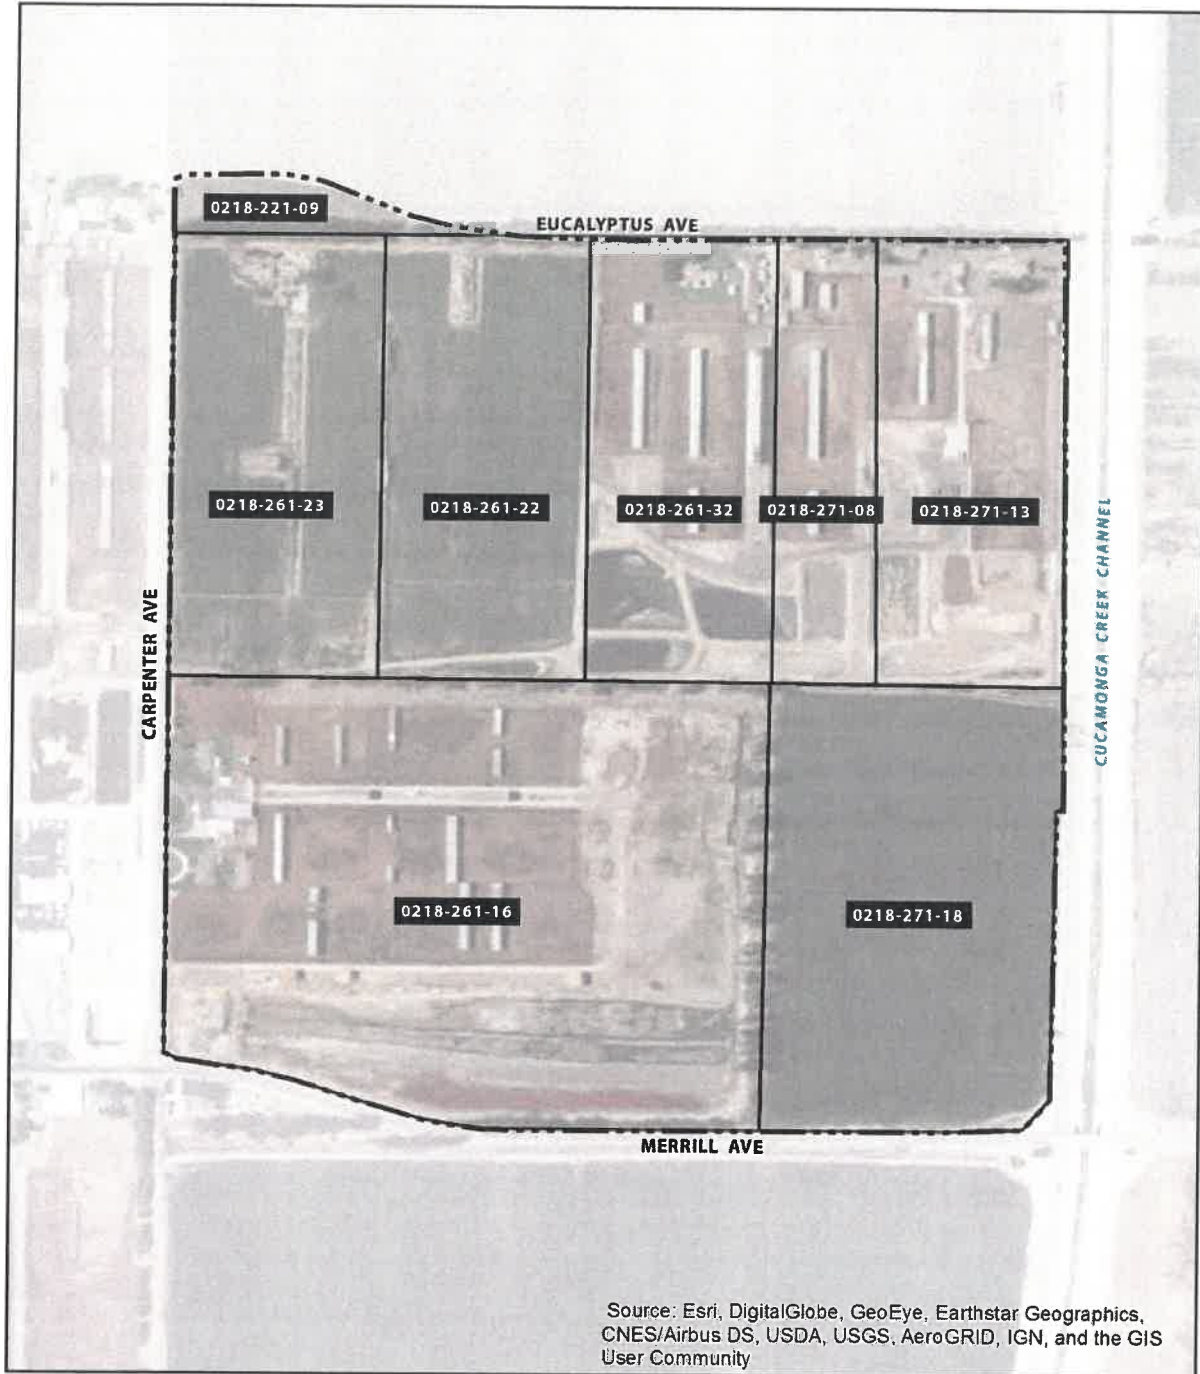 0218-221-09
EUCALYPTUS AVE
0218-261-23
0218-261-22
0218-261-32
0218-271-08
0218-271-13
CUCAMONGA CREEK CHANNEL
CARPENTER AVE
0218-261-16
0218-271-18
MERRILL AVE
Source: Esri, DigitalGlobe, GeoEye, Earthstar Geographics,
CNES/Airbus DS, USDA, USGS, AeroGRID, IGN, and the GIS
User Community